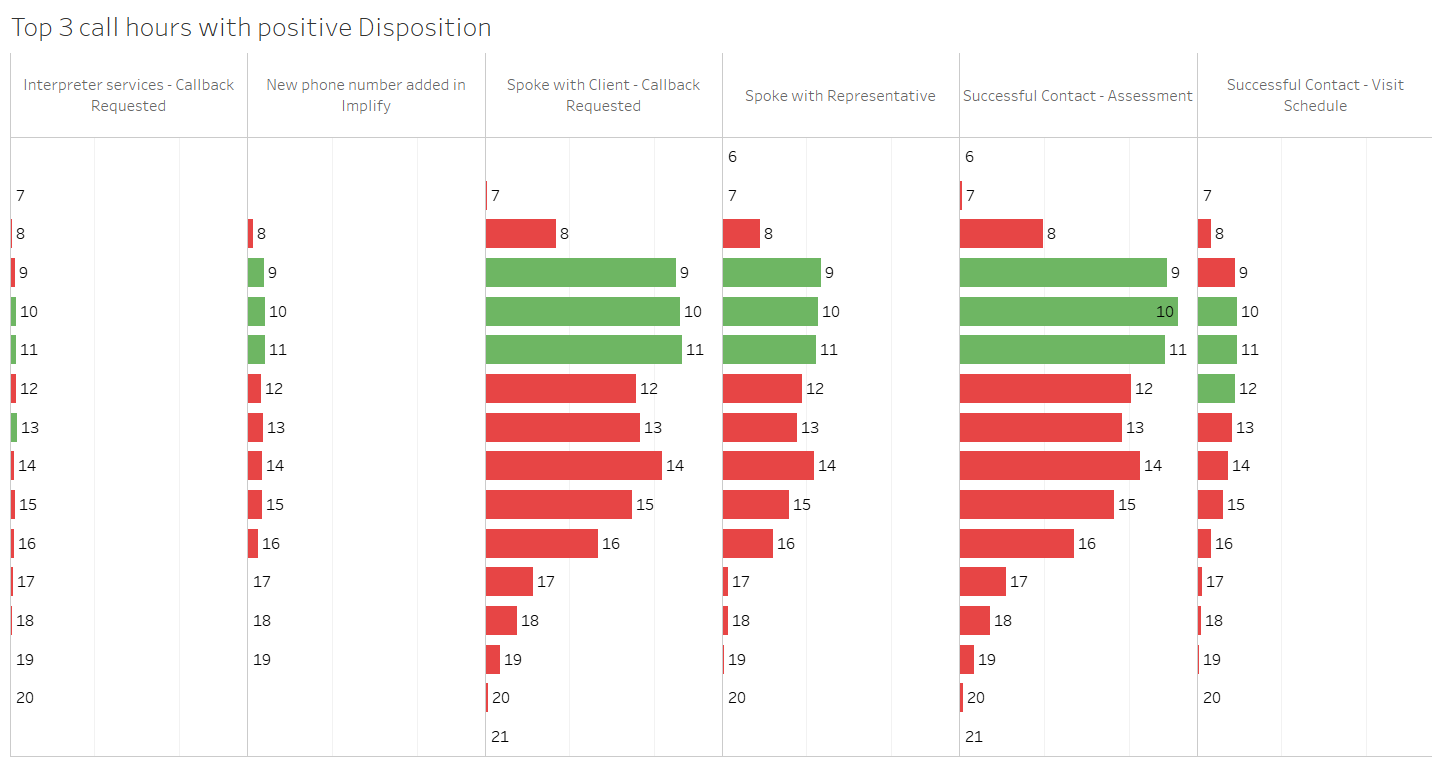 Top 3 call hours with positive Disposition
Interpreter services - Callback
Requested
New phone number added in
Implify
Spoke with Client - Callback
Requested
Spoke with Representative
Successful Contact - Assessment
Successful Contact - Visit
Schedule
6 6
7 7 7 7 7
8 8 8 8 8 8
9 9 9 9 9 9
10 10 10 10 10 10
11 11 11 11 11 11
12 12 12 12 12 12
13 13 13 13 13 13
14 14 14 14 14 14
15 15 15 15 15 15
16 16 16 16 16 16
17 17 17 17 17 17
18 18 18 18 18 18
19 19 19 19 19 19
20 20 20 20 20
21 21